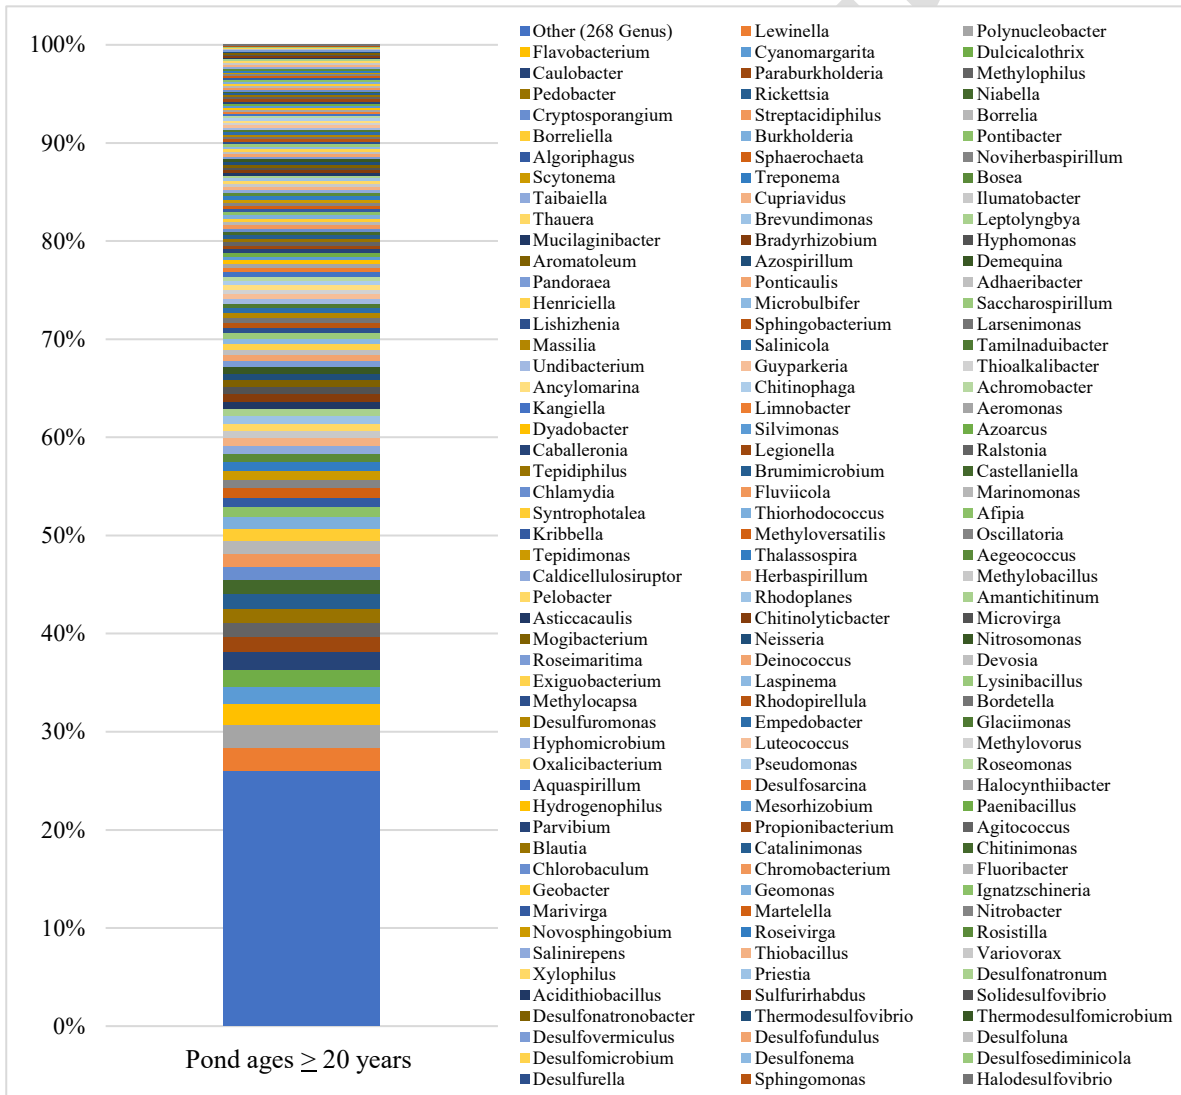 100%
90%
80%
70%
60%
50%
40%
30%
20%
10%
0%
Pond ages ≥ 20 years
Other (268 Genus) Lewinella Polynucleobacter
Flavobacterium Cyanomargarita Dulcicalothrix
Caulobacter Paraburkholderia Methylophilus
Pedobacter Rickettsia Niabella
Cryptosporangium Streptacidiphilus Borrelia
Borreliella Burkholderia Pontibacter
Algoriphagus Sphaerochaeta Noviherbaspirillum
Scytonema Treponema Bosea
Taibaiella Cupriavidus Ilumatobacter
Thauera Brevundimonas Leptolyngbya
Mucilaginibacter Bradyrhizobium Hyphomonas
Aromatoleum Azospirillum Demequina
Pandoraea Ponticaulis Adhaeribacter
Henriciella Microbulbifer Saccharospirillum
Lishizhenia Sphingobacterium Larsenimonas
Massilia Salinicola Tamilnaduibacter
Undibacterium Guyparkeria Thioalkalibacter
Ancylomarina Chitinophaga Achromobacter
Kangiella Limnobacter Aeromonas
Dyadobacter Silvimonas Azoarcus
Caballeronia Legionella Ralstonia
Tepidiphilus Brumimicrobium Castellaniella
Chlamydia Fluviicola Marinomonas
Syntrophotalea Thiorhodococcus Afipia
Kribbella Methyloversatilis Oscillatoria
Tepidimonas Thalassospira Aegeococcus
Caldicellulosiruptor Herbaspirillum Methylobacillus
Pelobacter Rhodoplanes Amantichitinum
Asticcacaulis Chitinolyticbacter Microvirga
Mogibacterium Neisseria Nitrosomonas
Roseimaritima Deinococcus Devosia
Exiguobacterium Laspinema Lysinibacillus
Methylocapsa Rhodopirellula Bordetella
Desulfuromonas Empedobacter Glaciimonas
Hyphomicrobium Luteococcus Methylovorus
Oxalicibacterium Pseudomonas Roseomonas
Aquaspirillum Desulfosarcina Halocynthiibacter
Hydrogenophilus Mesorhizobium Paenibacillus
Parvibium Propionibacterium Agitococcus
Blautia Catalinimonas Chitinimonas
Chlorobaculum Chromobacterium Fluoribacter
Geobacter Geomonas Ignatzschineria
Marivirga Martelella Nitrobacter
Novosphingobium Roseivirga Rosistilla
Salinirepens Thiobacillus Variovorax
Xylophilus Priestia Desulfonatronum
Acidithiobacillus Sulfurirhabdus Solidesulfovibrio
Desulfonatronobacter Thermodesulfovibrio Thermodesulfomicrobium
Desulfovermiculus Desulfofundulus Desulfoluna
Desulfomicrobium Desulfonema Desulfosediminicola
Desulfurella Sphingomonas Halodesulfovibrio